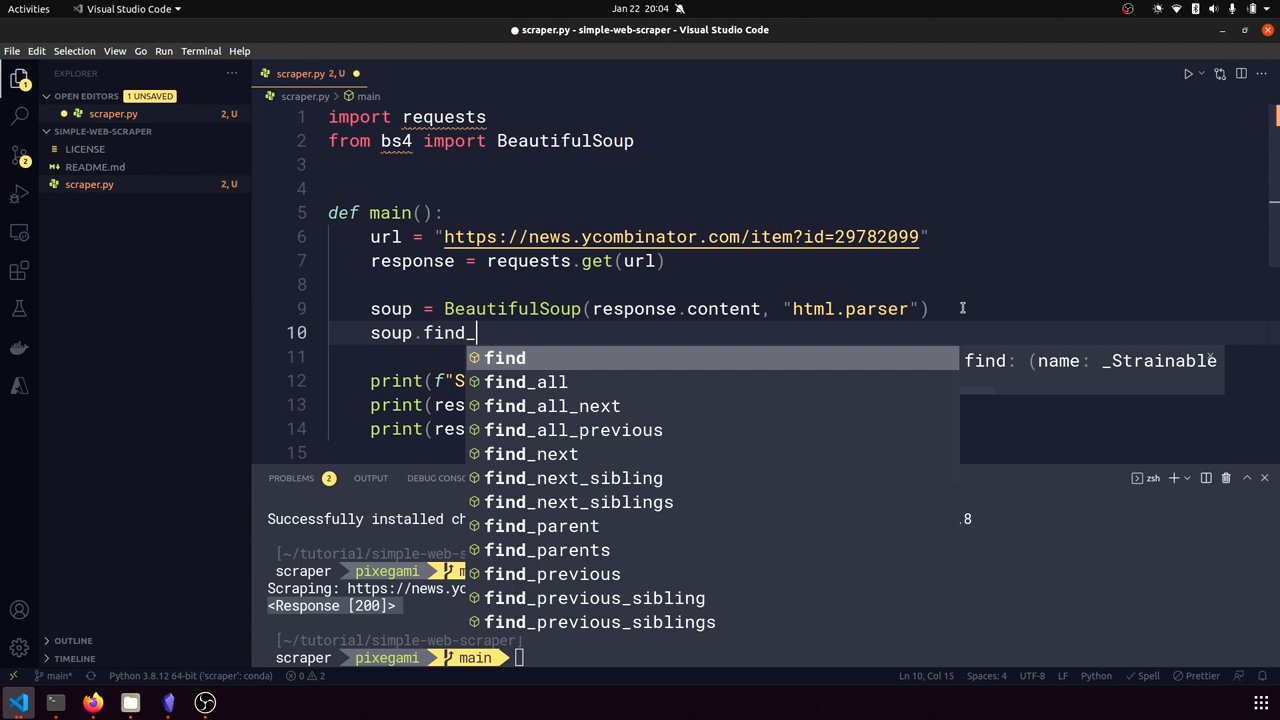 Activities
Visual Studio Code
Jan 22 20:04
scraper.py - simple-web-scraper - Visual Studio Code
File Edit Selection View Go Run Terminal Help
EXPLORER
OPEN EDITORS 1 UNSAVED
scraper.py 2, U
SIMPLE-WEB-SCRAPER
LICENSE
README.md
scraper.py 2, U
OUTLINE
TIMELINE
1
2
scraper.py 2, U
scraper.py > main
1 import requests
2 from bs4 import BeautifulSoup
3
4
5 def main():
6 url = "https://news.ycombinator.com/item?id=29782099"
7 response = requests.get(url)
8
9 soup = BeautifulSoup(response.content, "html.parser")
10 soup.find_
11
12 print(f"S
13 print(res
14 print(res
15
find
find_all
find_all_next
find_all_previous
find_next
find_next_sibling
find_next_siblings
find_parent
find_parents
find_previous
find_previous_sibling
find_previous_siblings
find: (name: _Strainable
PROBLEMS 2 OUTPUT DEBUG CONS
zsh
Successfully installed ch
.8
[~/tutorial/simple-web-s
scraper pixegami m
Scraping: https://news.yc
<Response [200]>
[~/tutorial/simple-web-scraper]
scraper pixegami main
main* Python 3.8.12 64-bit ('scraper': conda) 0 2
Ln 10, Col 15 Spaces: 4 UTF-8 LF Python Spell Prettier